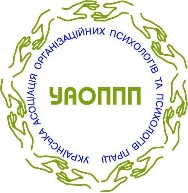 УКРАЇНСЬКА АСОЦІАЦІЯ ОРГАНІЗАЦІЙНИХ ПСИХОЛОГІВ ТА ПСИХОЛОГІВ ПРАЦІ
УАОППП